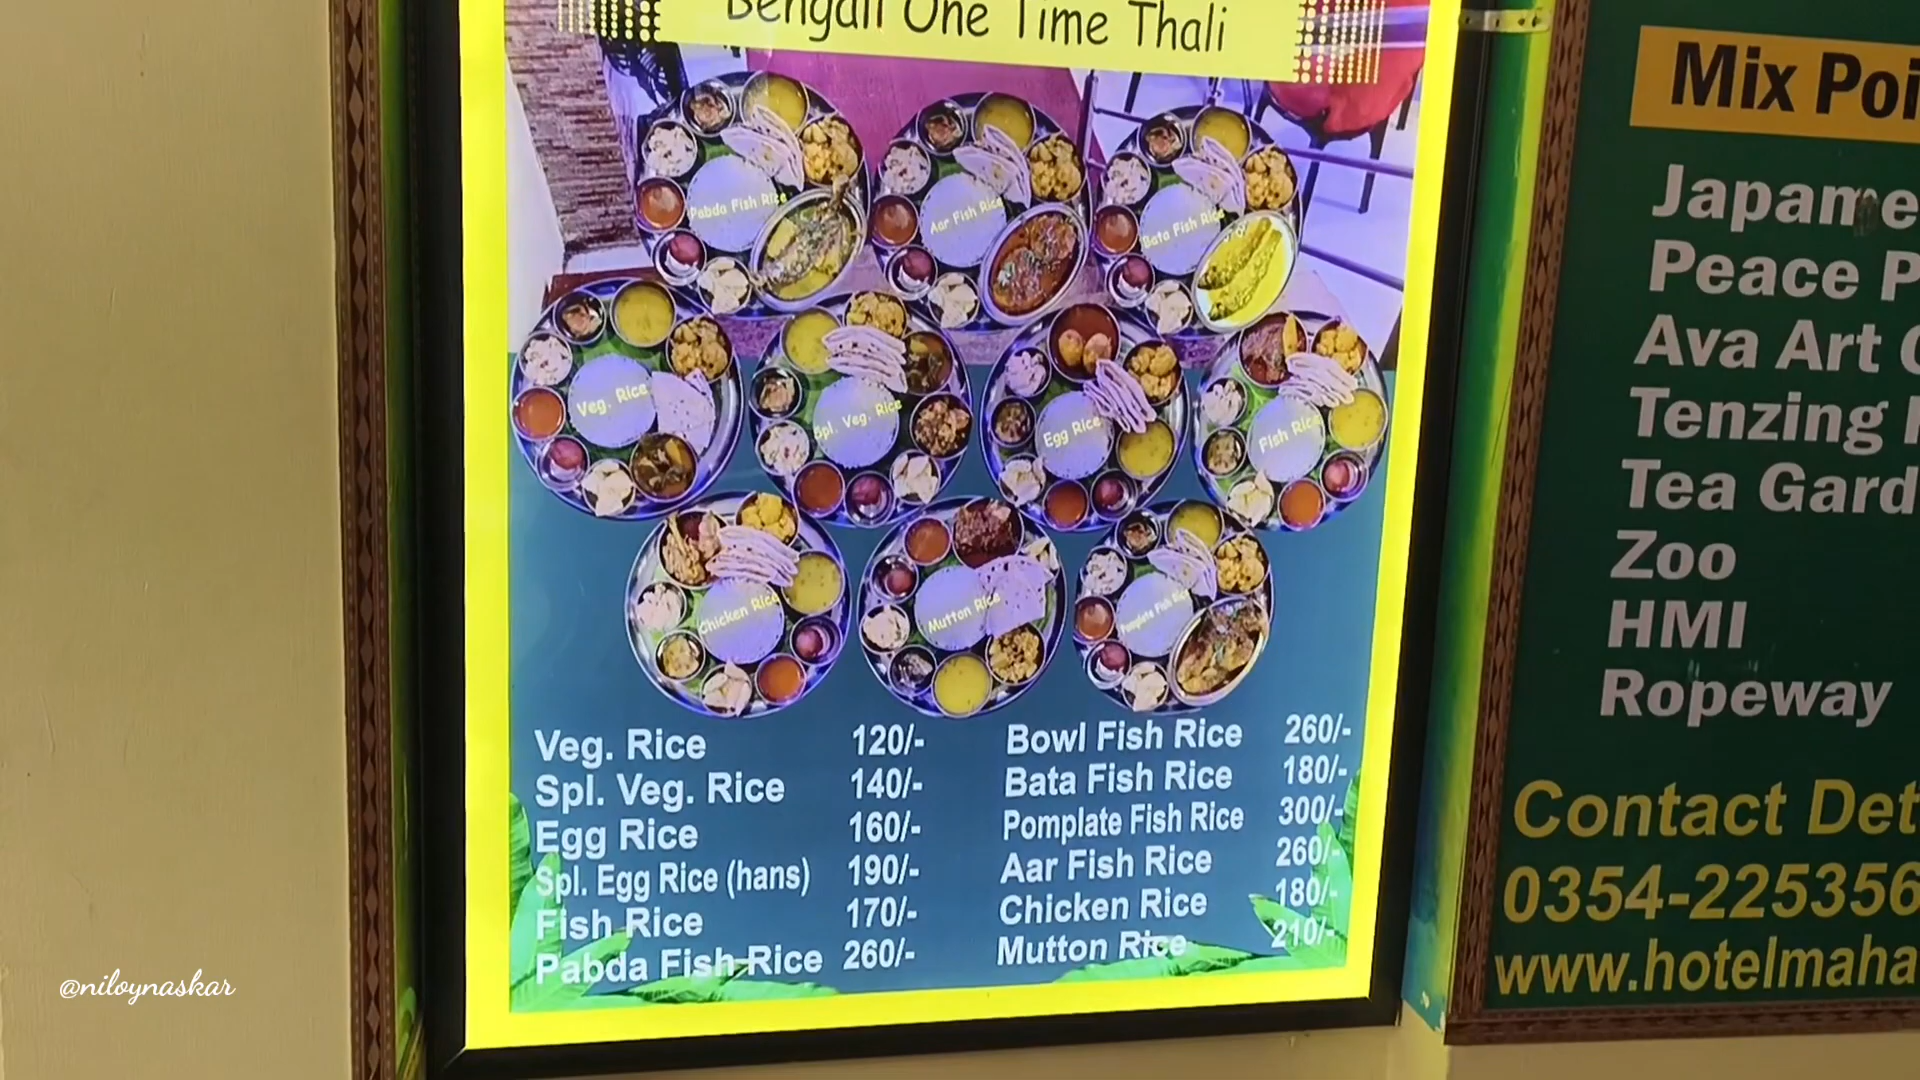 Bengali One Time Thali
Pabda Fish Rice
Aar Fish Rice
Bata Fish Rice
Veg. Rice
Spl. Veg. Rice
Egg Rice
Fish Rice
Chicken Rice
Mutton Rice
Pomplate Fish Rice
Veg. Rice 120/-
Spl. Veg. Rice 140/-
Egg Rice 160/-
Spl. Egg Rice (hans) 190/-
Fish Rice 170/-
Pabda Fish Rice 260/-
Bowl Fish Rice 260/-
Bata Fish Rice 180/-
Pomplate Fish Rice 300/-
Aar Fish Rice 260/-
Chicken Rice 180/-
Mutton Rice 210/-
Mix Poi
Peace P
Ava Art
Tenzing
Tea Gard
Zoo
HMI
Ropeway
Contact Det
0354-225356
www.hotelmaha
@niloynaskar